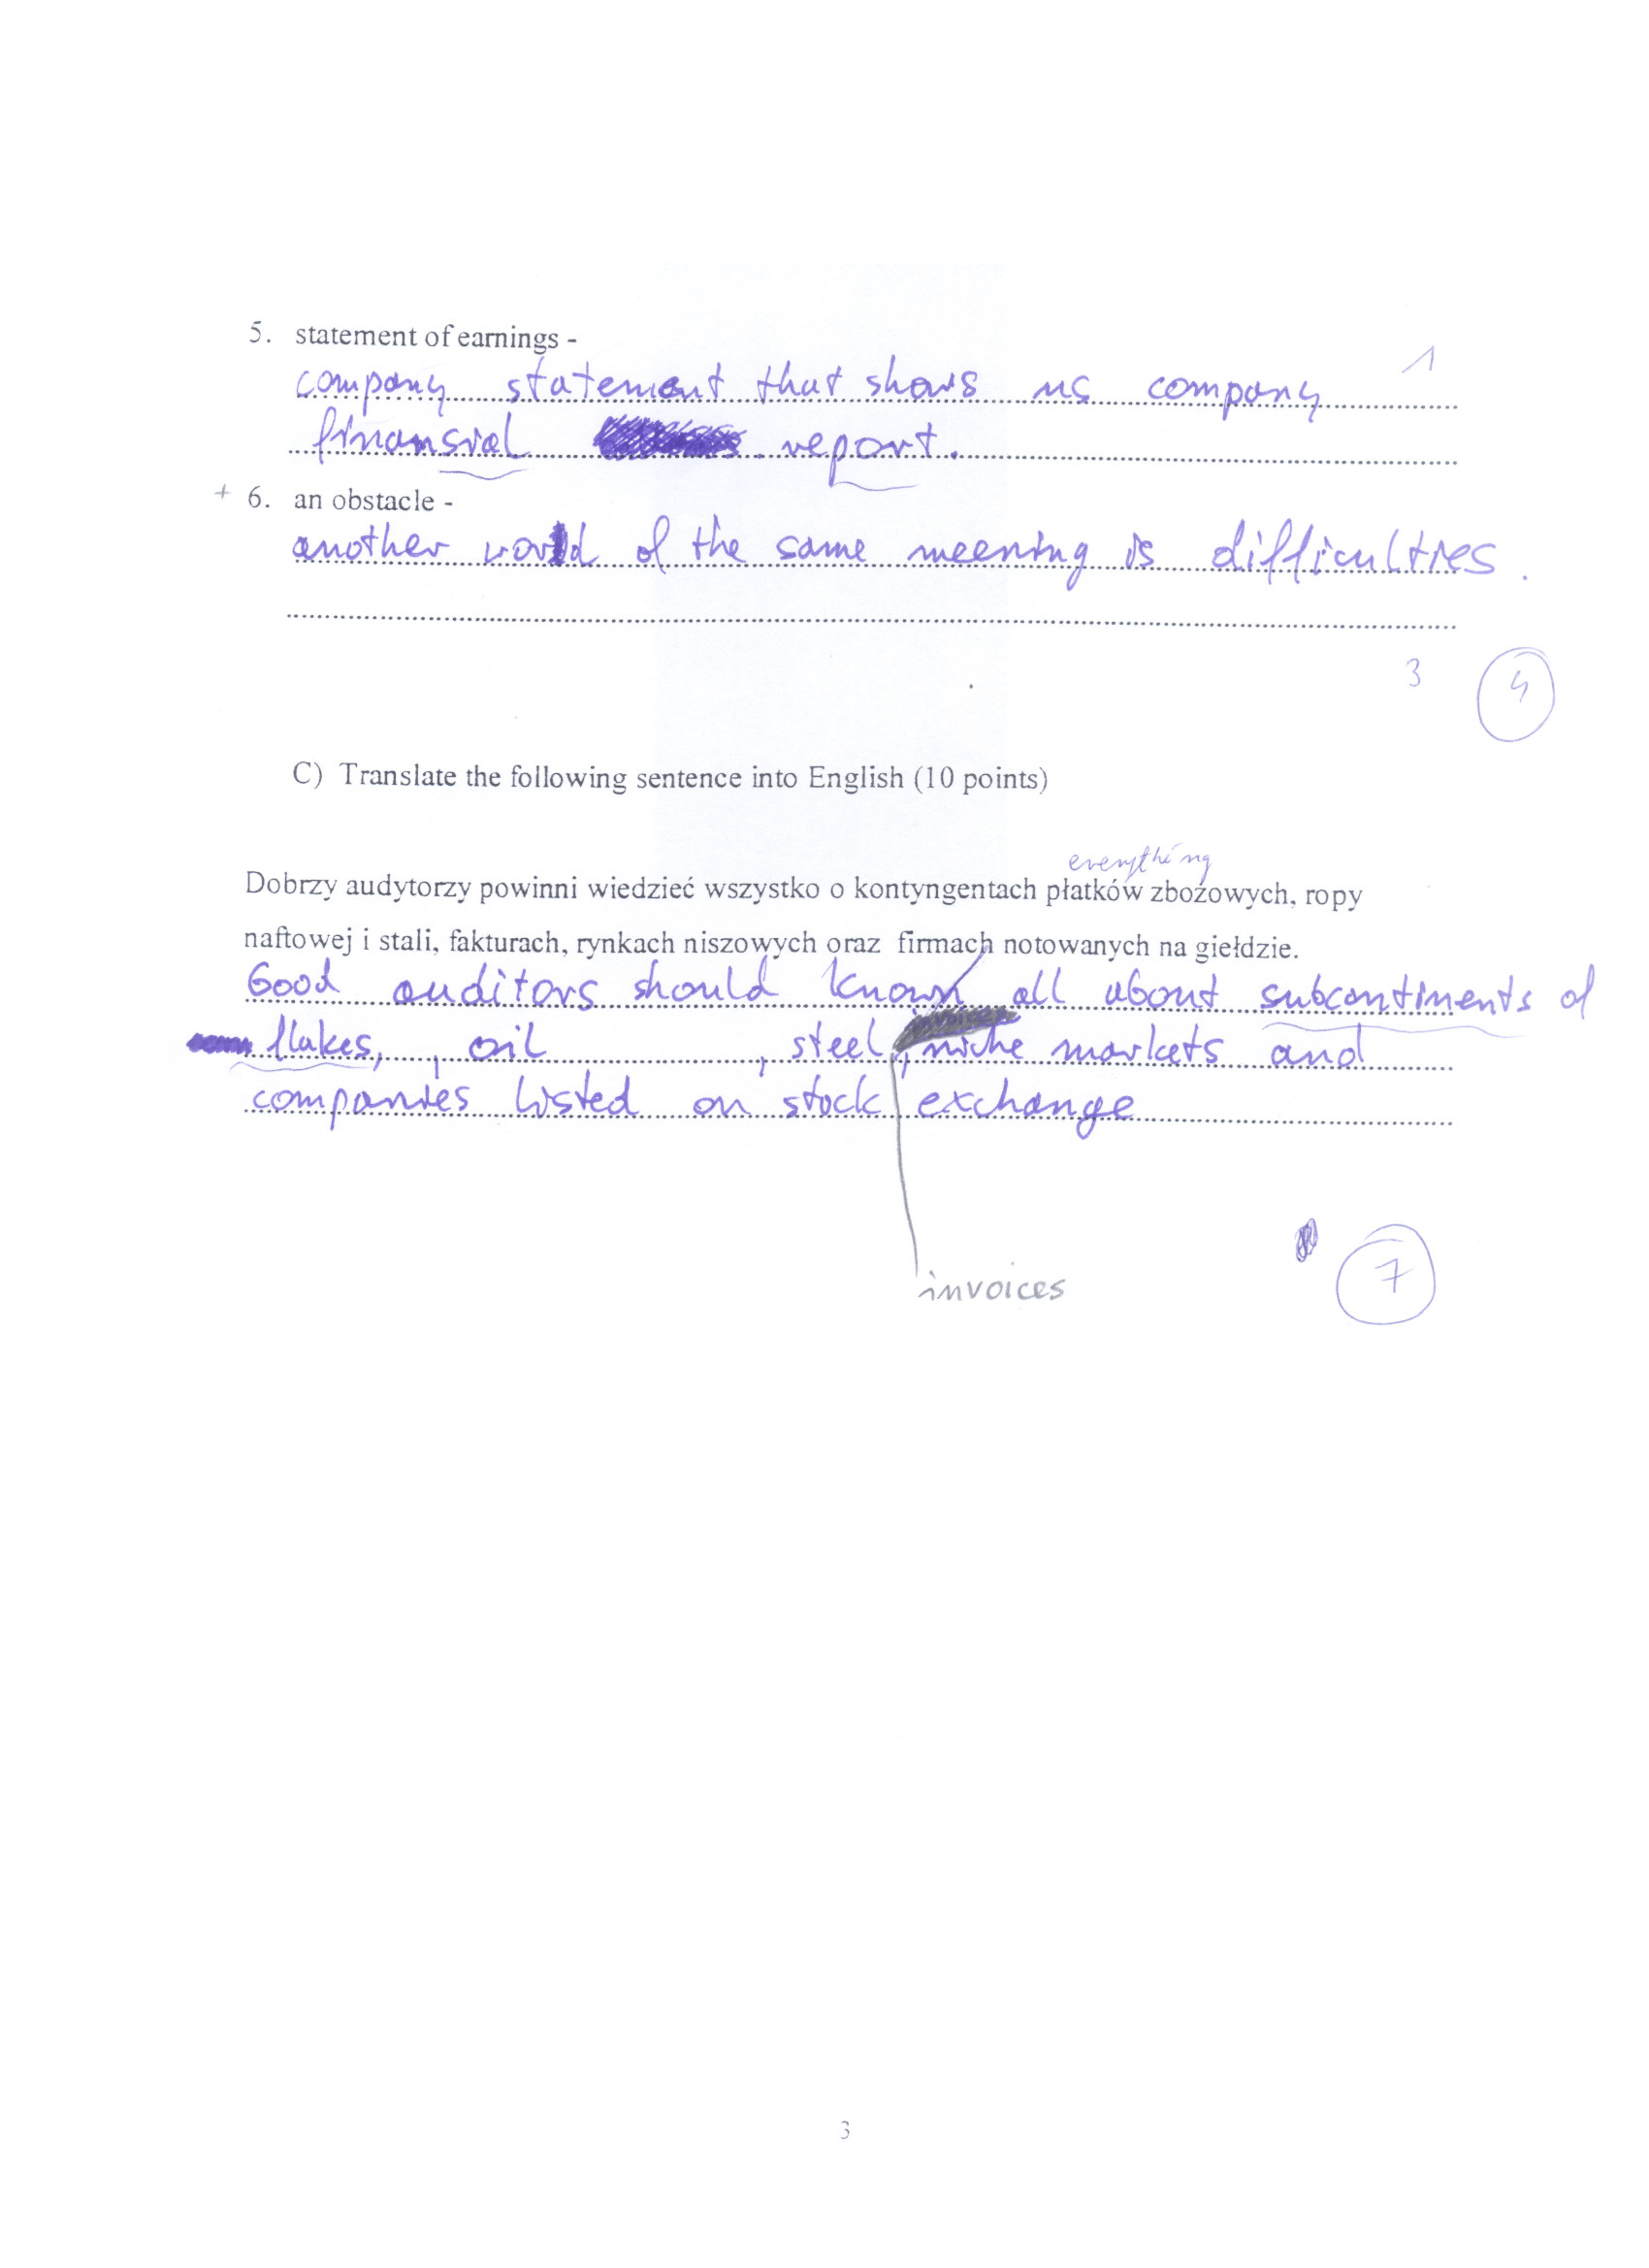 5. statement of earnings -
1
company statement that shows us company
finansial report.
+ 6. an obstacle -
another word of the same meening is difficulties.
3 4
C) Translate the following sentence into English (10 points)
everything
Dobrzy audytorzy powinni wiedzieć wszystko o kontyngentach płatków zbożowych, ropy
naftowej i stali, fakturach, rynkach niszowych oraz firmach notowanych na giełdzie.
Good auditors should know all about subcontiments of
flakes, , oil , steel, niche markets and
companies listed on stock exchange
7
invoices
3